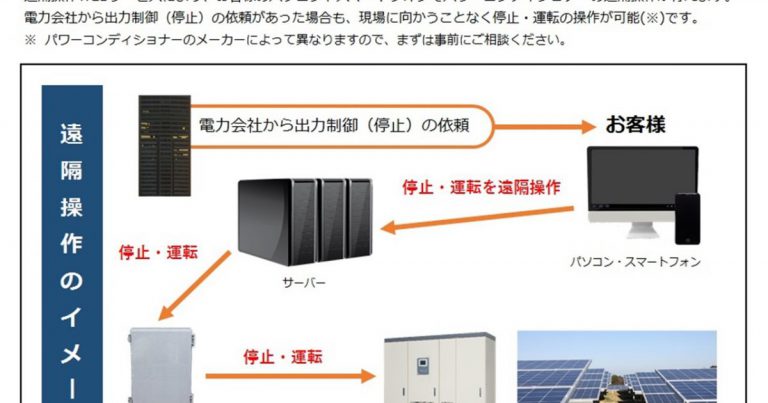 電力会社から出力制御（停止）の依頼があった場合も、現場に向かうことなく停止・運転の操作が可能(※)です。
※ パワーコンディショナーのメーカーによって異なりますので、まずは事前にご相談ください。
電力会社から出力制御（停止）の依頼
お客様
停止・運転を遠隔操作
パソコン・スマートフォン
停止・運転
サーバー
停止・運転
遠隔操作のイメー